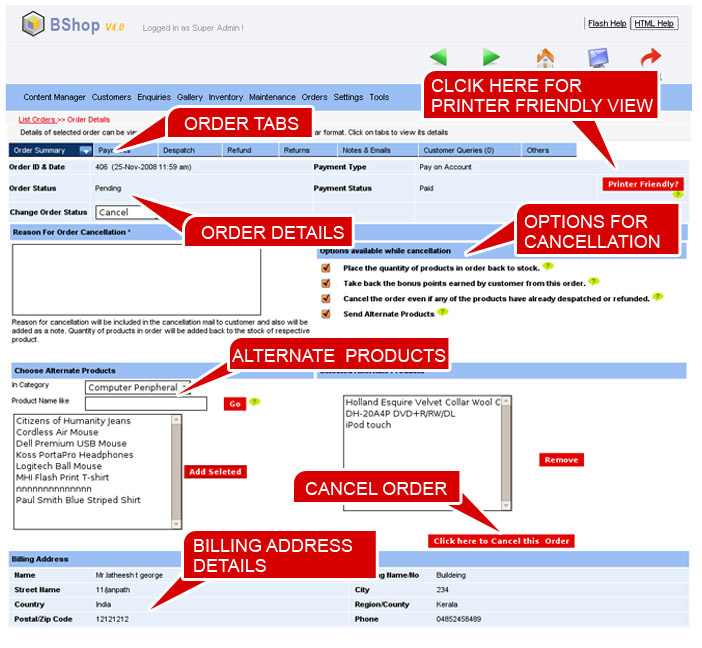 BShop V4.0 Logged in as Super Admin ! Flash Help HTML Help
Content Manager Customers Enquiries Gallery Inventory Maintenance Orders Settings Tools
CLCIK HERE FOR
PRINTER FRIENDLY VIEW
List Orders >> Order Details
Details of selected order can be ar format. Click on tabs to view its details
ORDER TABS
Order Summary Despatch Refund Returns Notes & Emails Customer Queries (0) Others
Order ID & Date 406 (25-Nov-2008 11:59 am) Payment Type Pay on Account
Order Status Pending Payment Status Paid Printer Friendly?
?
Change Order Status Cancel
ORDER DETAILS
OPTIONS FOR
CANCELLATION
Reason For Order Cancellation *
Options available while cancellation
Place the quantity of products in order back to stock. ?
Take back the bonus points earned by customer from this order. ?
Cancel the order even if any of the products have already despatched or refunded. ?
Send Alternate Products ?
Reason for cancellation will be included in the cancellation mail to customer and also will be
added as a note. Quantity of products in order will be added back to the stock of respective
product.
ALTERNATE PRODUCTS
Choose Alternate Products Selected Alternate Products
In Category Computer Peripheral
Product Name like Go ?
Citizens of Humanity Jeans
Cordless Air Mouse
Dell Premium USB Mouse
Koss PortaPro Headphones
Logitech Ball Mouse
MHI Flash Print T-shirt
nnnnnnnnnnnnnn
Paul Smith Blue Striped Shirt
Add Seleted
Holland Esquire Velvet Collar Wool C
DH-20A4P DVD+R/RW/DL
iPod touch
Remove
CANCEL ORDER
Click here to Cancel this Order
BILLING ADDRESS
DETAILS
Billing Address
Name Mr.latheesh t george Name/No Buildeing
Street Name 11/janpath City 234
Country India Region/County Kerala
Postal/Zip Code 12121212 Phone 04852458489